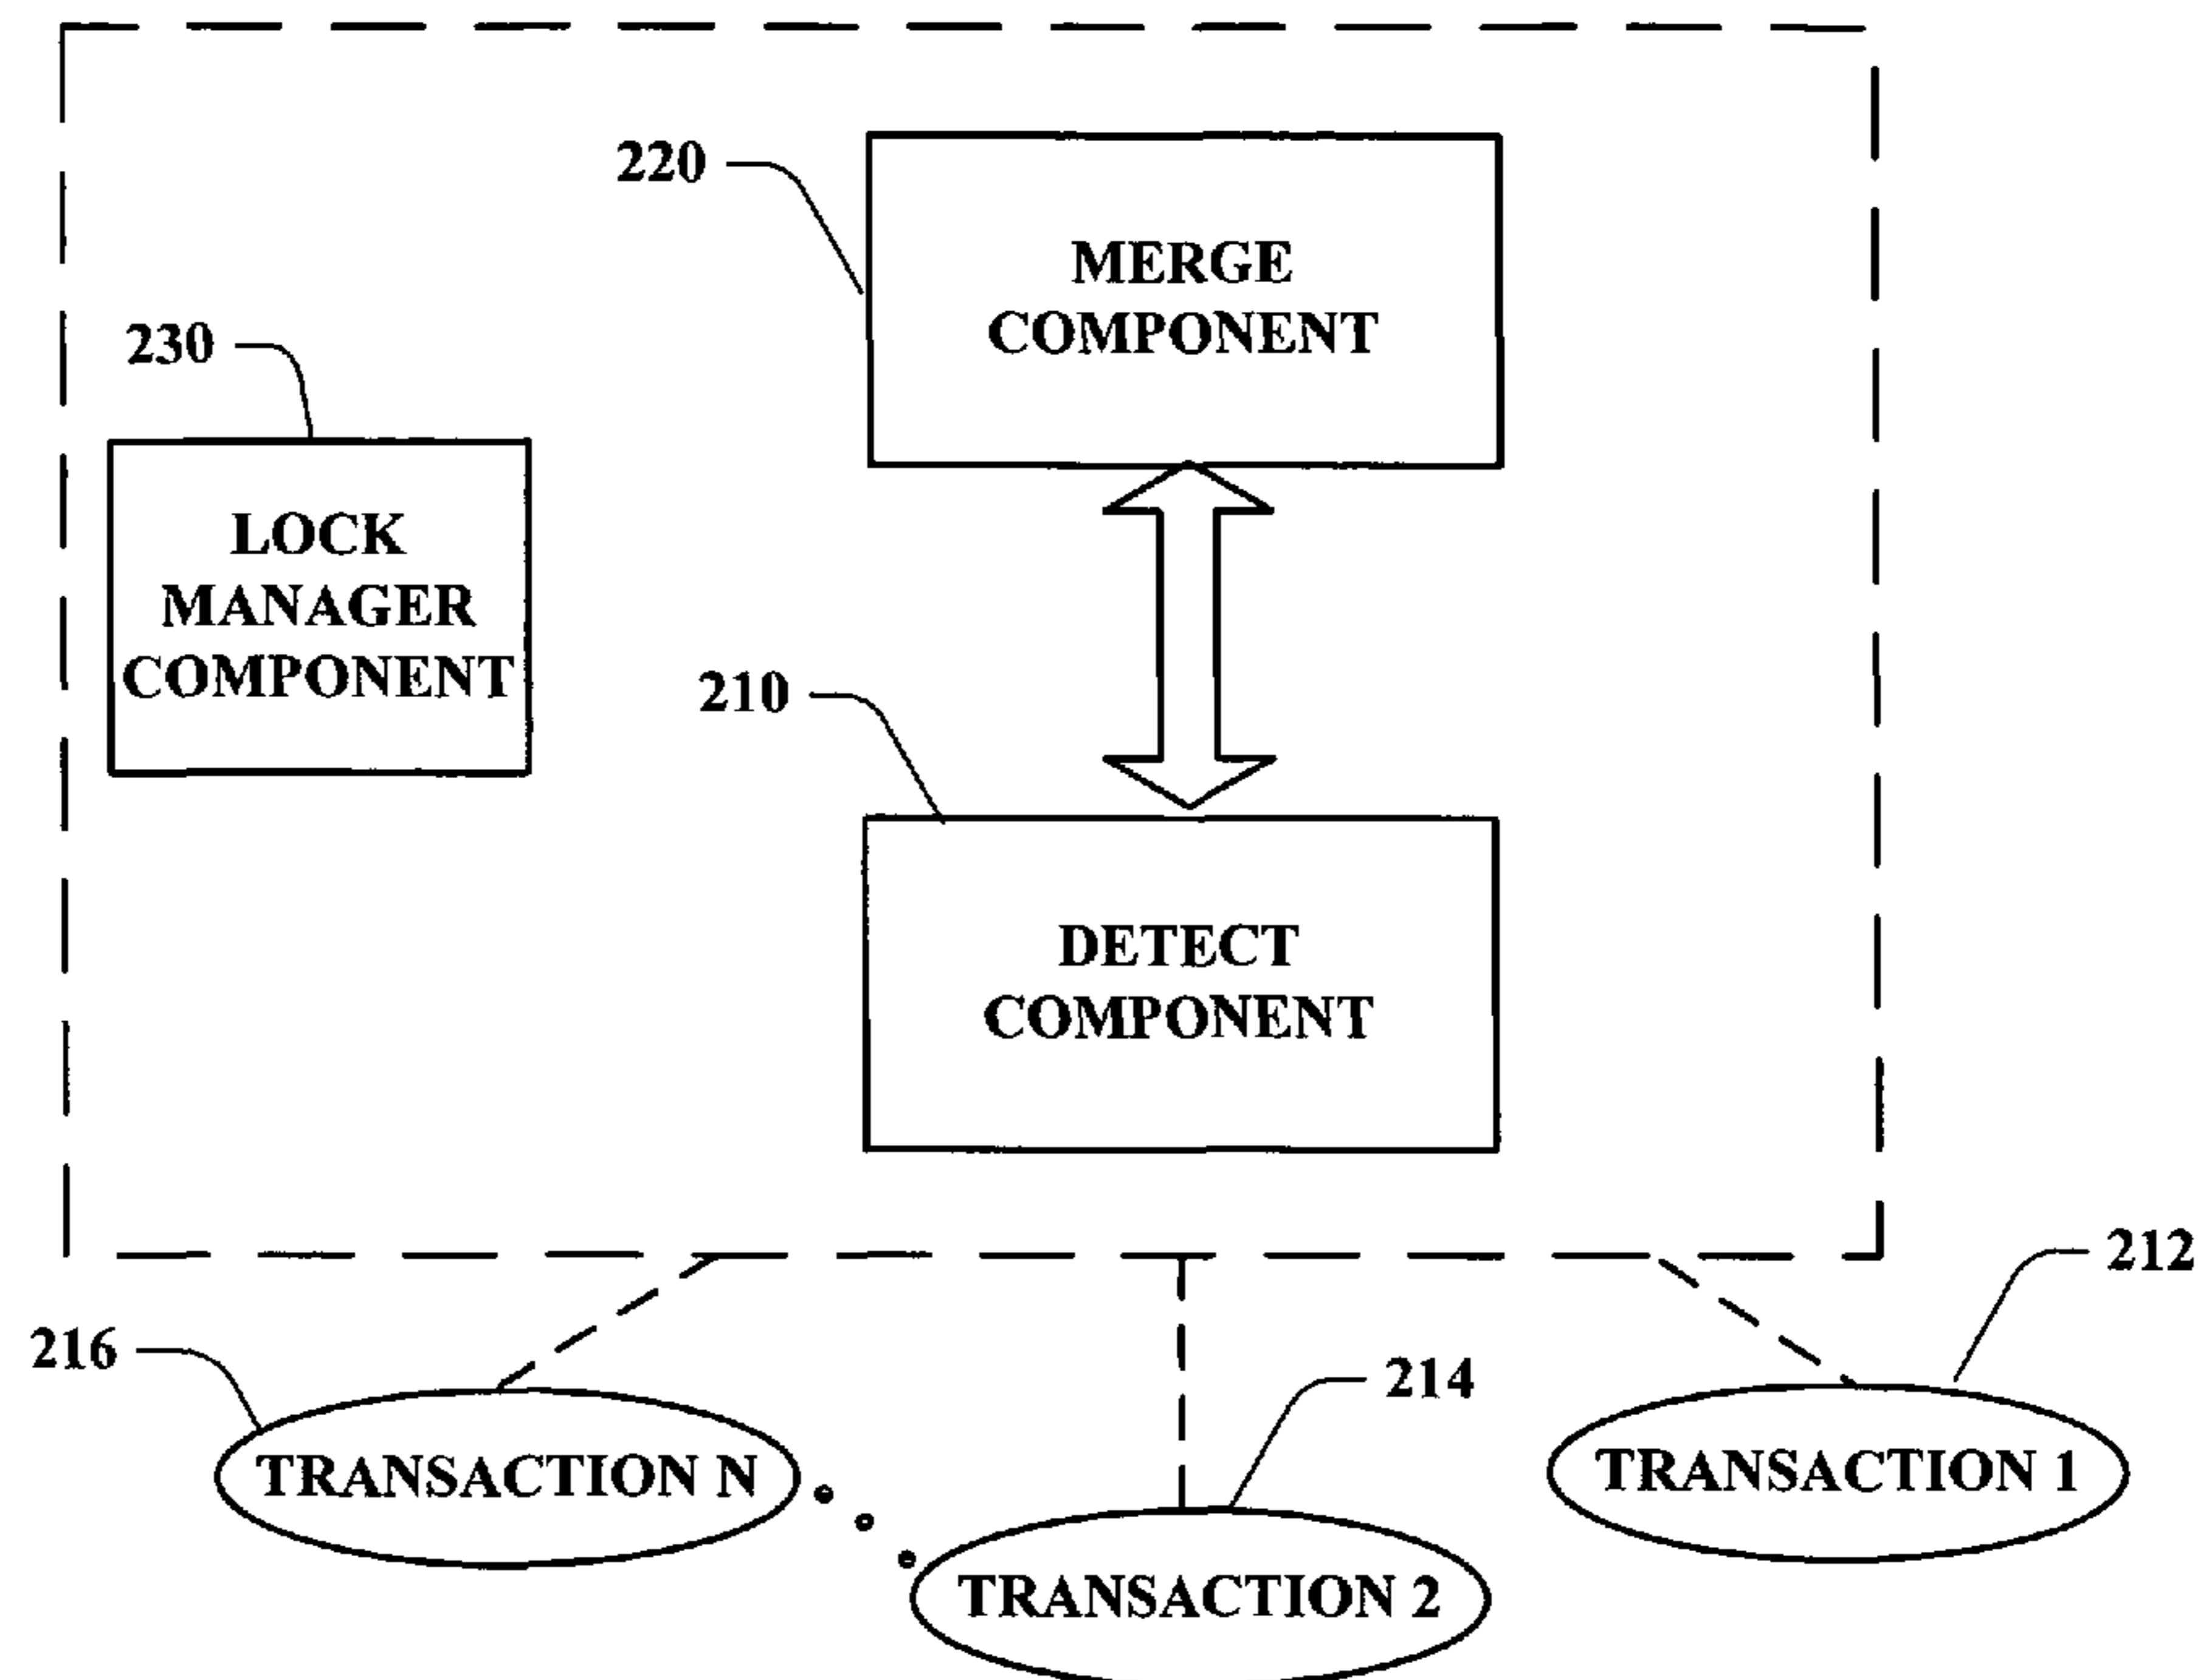 220
MERGE
COMPONENT
230
LOCK
MANAGER
COMPONENT
210
DETECT
COMPONENT
212
216
214
TRANSACTION N
TRANSACTION 1
TRANSACTION 2